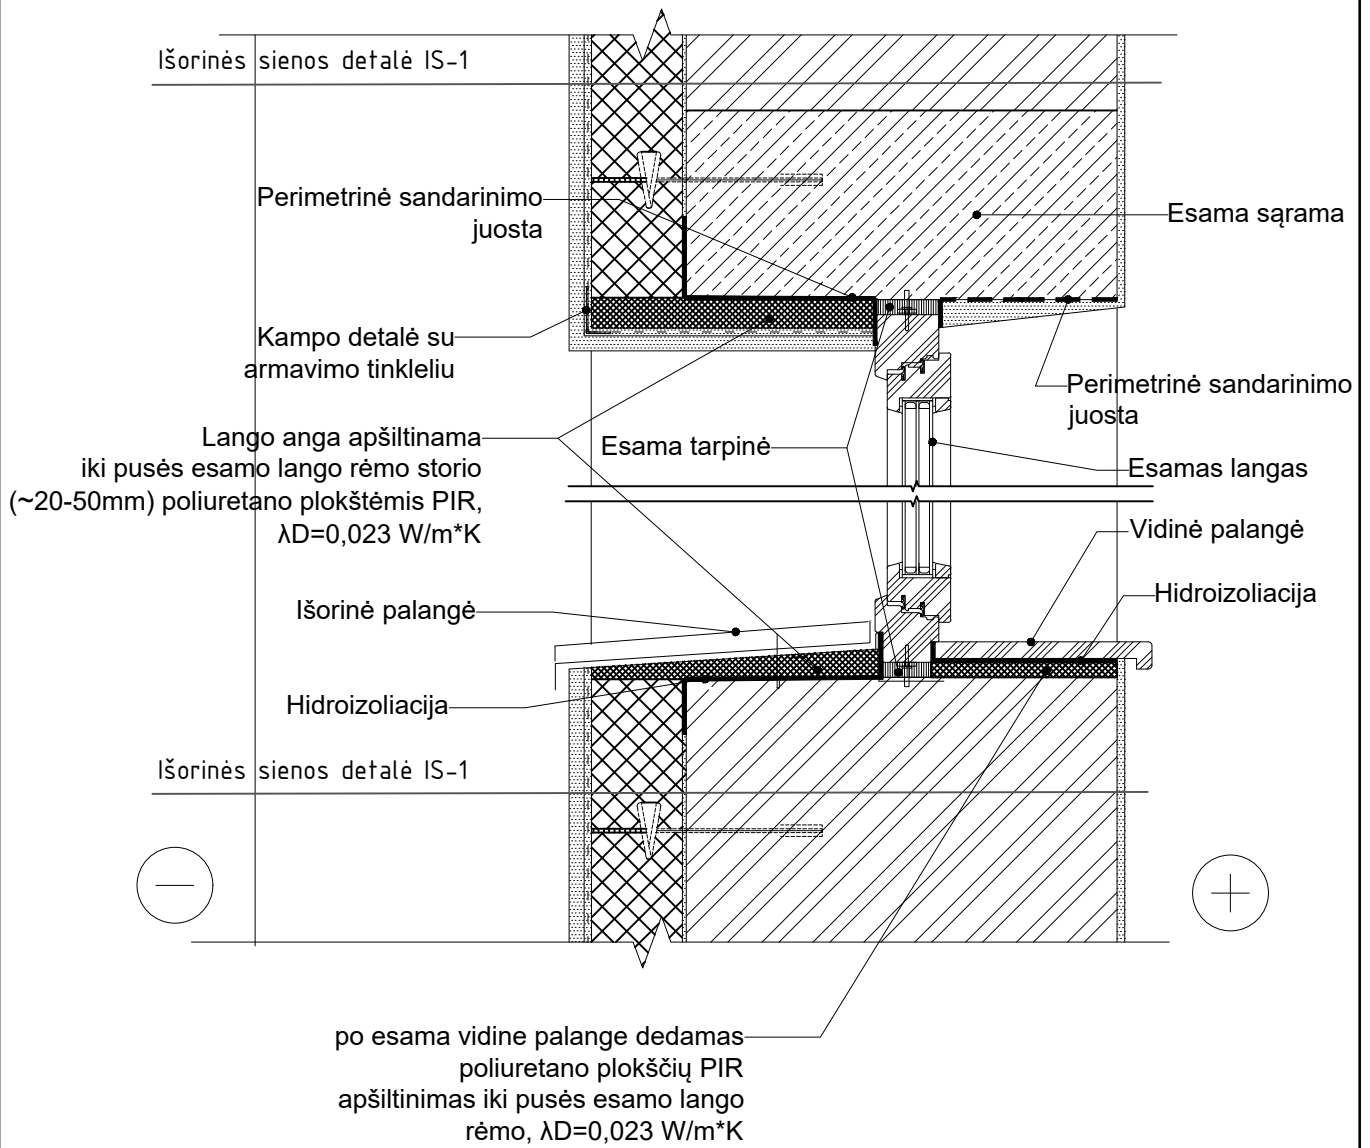 Išorinės sienos detalė IS-1
Perimetrinė sandarinimo
juosta
Esama sąrama
Kampo detalė su
armavimo tinkleliu
Perimetrinė sandarinimo
juosta
Lango anga apšiltinama
iki pusės esamo lango rėmo storio
(~20-50mm) poliuretano plokštėmis PIR,
λD=0,023 W/m*K
Esama tarpinė
Esamas langas
Vidinė palangė
Hidroizoliacija
Išorinė palangė
Hidroizoliacija
Išorinės sienos detalė IS-1
po esama vidine palange dedamas
poliuretano plokščių PIR
apšiltinimas iki pusės esamo lango
rėmo, λD=0,023 W/m*K